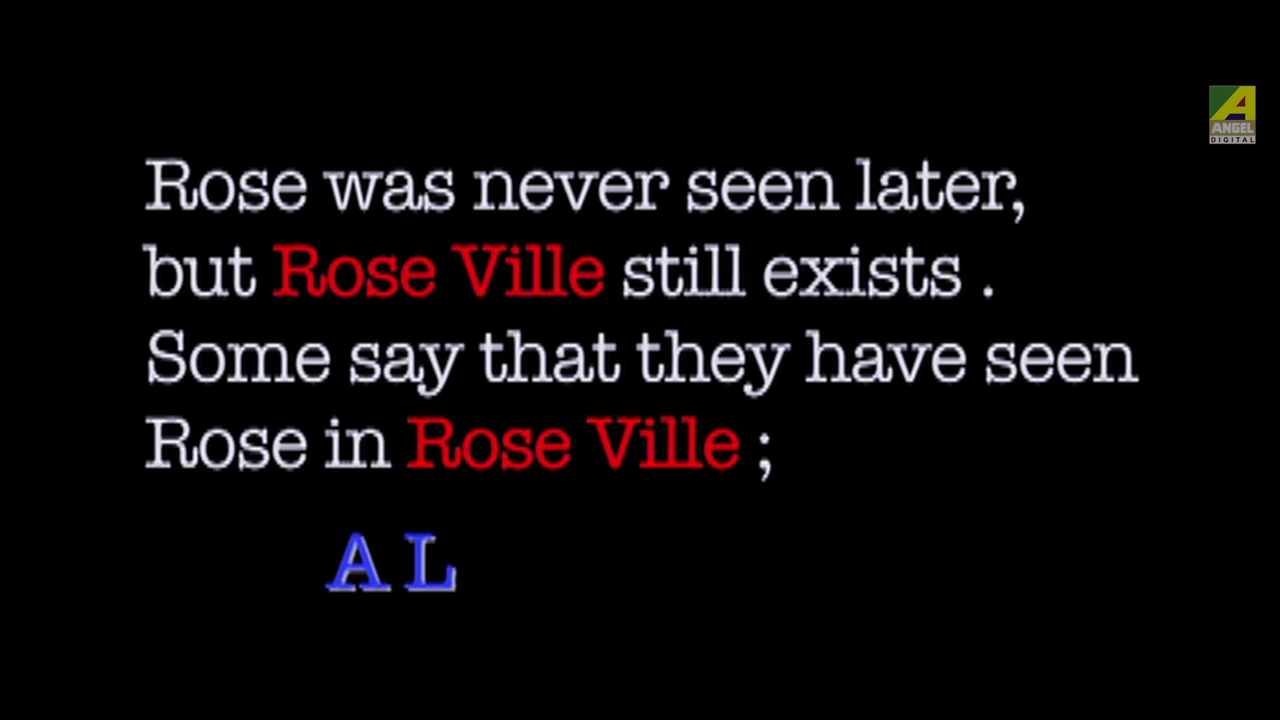 Rose was never seen later,
but Rose Ville still exists .
Some say that they have seen
Rose in Rose Ville ;
A L
A
ANGEL
DIGITAL